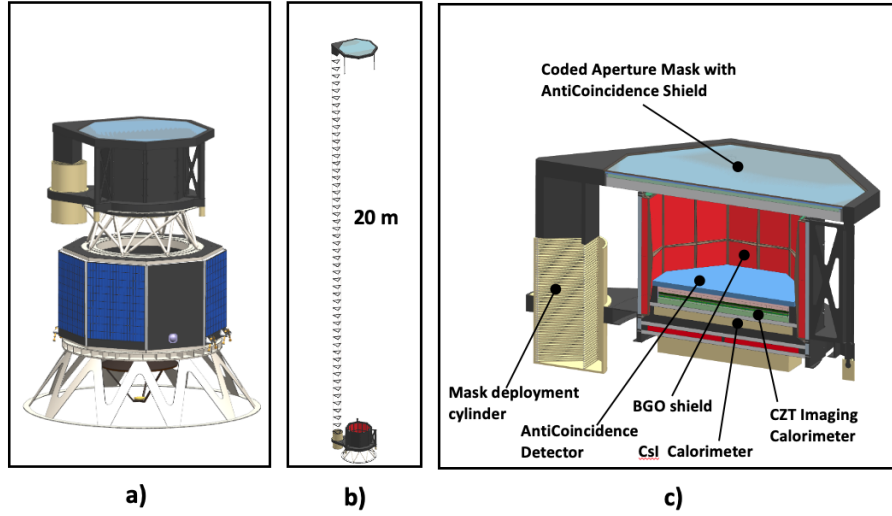 Coded Aperture Mask with
AntiCoincidence Shield
20 m
Mask deployment
cylinder
AntiCoincidence
Detector
BGO shield
CsI Calorimeter
CZT Imaging
Calorimeter
a)
b)
c)